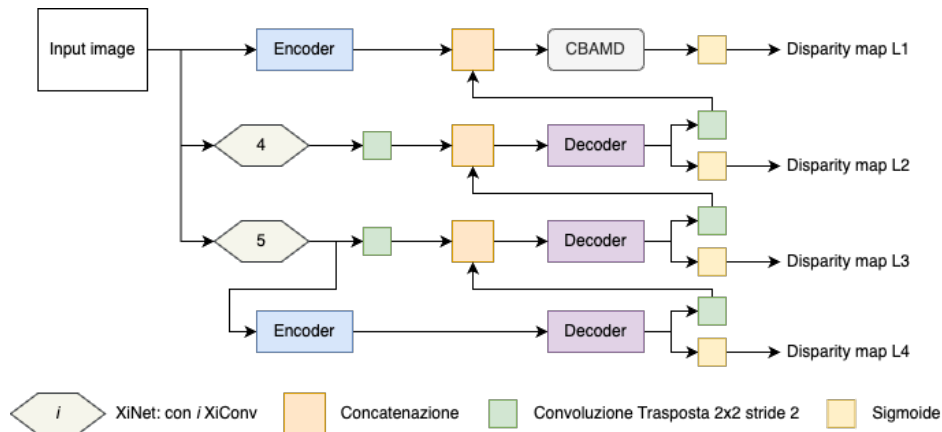 Input image
Encoder
CBAMD
Disparity map L1
4
Decoder
Disparity map L2
5
Decoder
Disparity map L3
Encoder
Decoder
Disparity map L4
i
XiNet: con i XiConv
Concatenazione
Convoluzione Trasposta 2x2 stride 2
Sigmoide